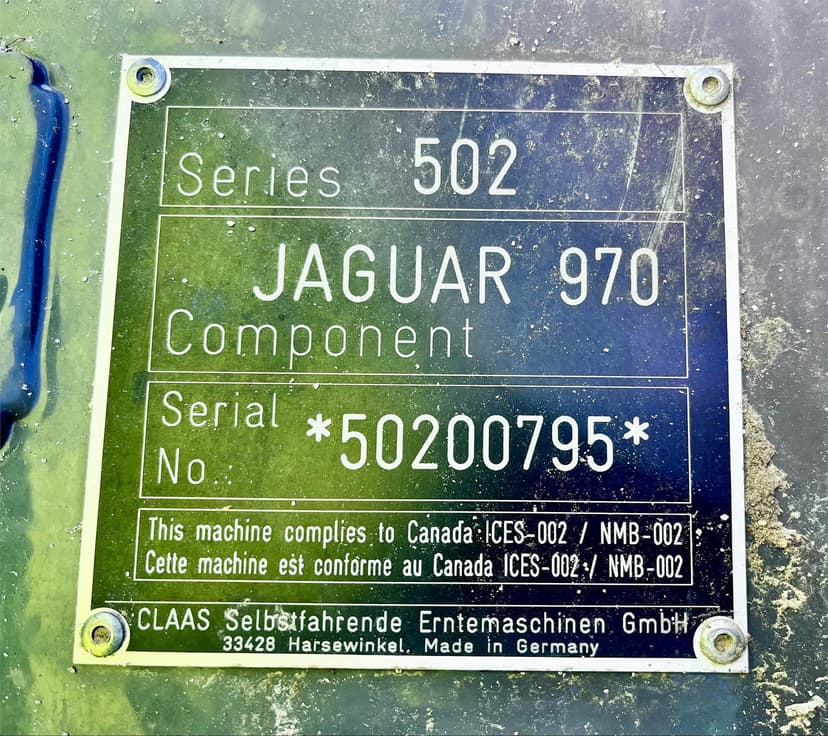 Series 502
JAGUAR 970
Component
Serial
No.: *50200795*
This machine complies to Canada ICES-002 / NMB-002
Cette machine est conforme au Canada ICES-002 / NMB-002
CLAAS Selbstfahrende Erntemaschinen GmbH
33428 Harsewinkel, Made in Germany